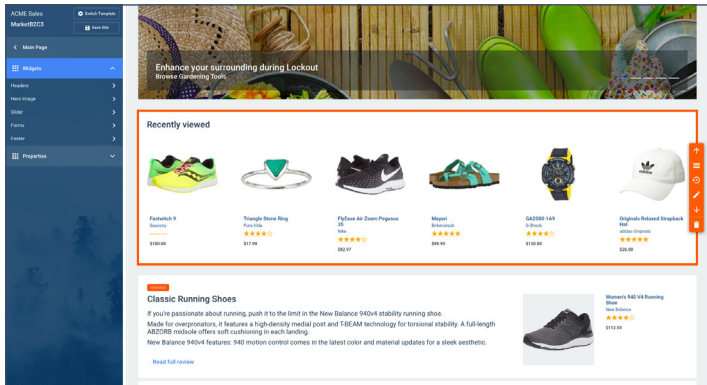 ACME Sales
MarketB2C3
Switch Template
Save Site
Main Page
Widgets
Headers
Hero Image
Slider
Forms
Footer
Properties
Enhance your surrounding during Lockout
Browse Gardening Tools
Recently viewed
Fastwitch 9
Saucony
$100.00
Triangle Stone Ring
Pura Vida
$17.99
FlyEase Air Zoom Pegasus
35
Nike
$82.97
Mayari
Birkenstock
$99.95
GA2000-1A9
G-Shock
$130.00
adidas
Originals Relaxed Strapback
Hat
adidas Originals
$26.00
FEATURED
Classic Running Shoes
If you're passionate about running, push it to the limit in the New Balance 940v4 stability running shoe.
Made for overpronators, it features a high-density medial post and T-BEAM technology for torsional stability. A full-length
ABZORB midsole offers soft cushioning in each landing.
New Balance 940v4 features: 940 motion control comes in the latest color and material updates for a sleek aesthetic.
Read full review
Women's 940 V4 Running
Shoe
New Balance
$112.50